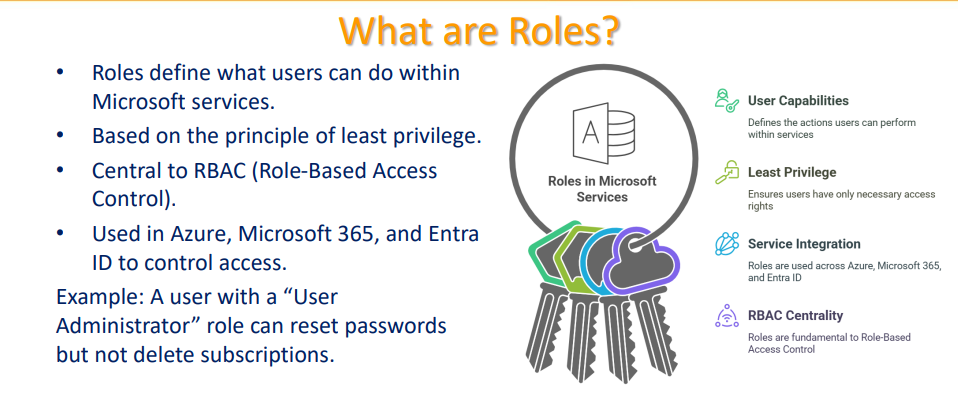 What are Roles?
• Roles define what users can do within
Microsoft services.
• Based on the principle of least privilege.
• Central to RBAC (Role-Based Access
Control).
• Used in Azure, Microsoft 365, and Entra
ID to control access.
Example: A user with a “User
Administrator” role can reset passwords
but not delete subscriptions.
A
Roles in Microsoft
Services
User Capabilities
Defines the actions users can perform
within services
Least Privilege
Ensures users have only necessary access
rights
Service Integration
Roles are used across Azure, Microsoft 365,
and Entra ID
RBAC Centrality
Roles are fundamental to Role-Based
Access Control